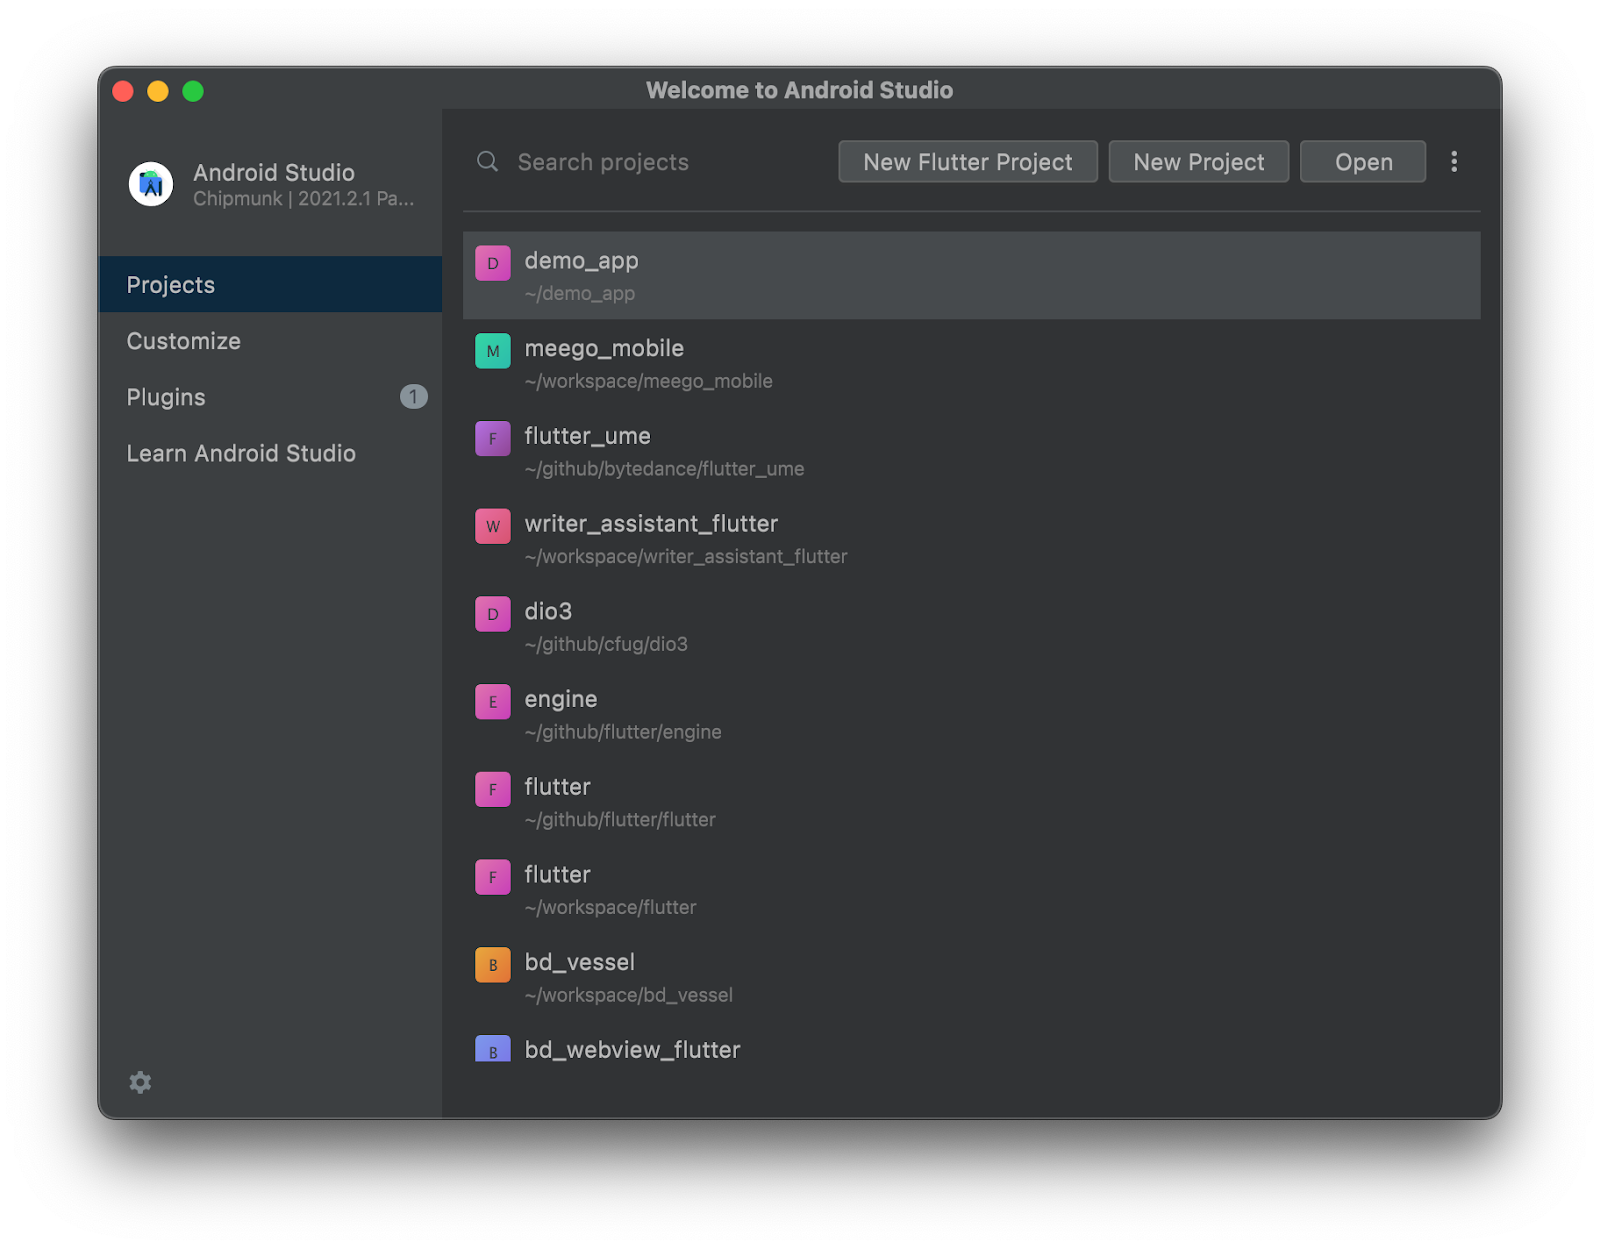 Welcome to Android Studio
Android Studio
Chipmunk | 2021.2.1 Pa...
Projects
Customize
Plugins
1
Learn Android Studio
Search projects
New Flutter Project
New Project
Open
D
demo_app
~/demo_app
M
meego_mobile
~/workspace/meego_mobile
F
flutter_ume
~/github/bytedance/flutter_ume
W
writer_assistant_flutter
~/workspace/writer_assistant_flutter
D
dio3
~/github/cfug/dio3
E
engine
~/github/flutter/engine
F
flutter
~/github/flutter/flutter
F
flutter
~/workspace/flutter
B
bd_vessel
~/workspace/bd_vessel
B
bd_webview_flutter